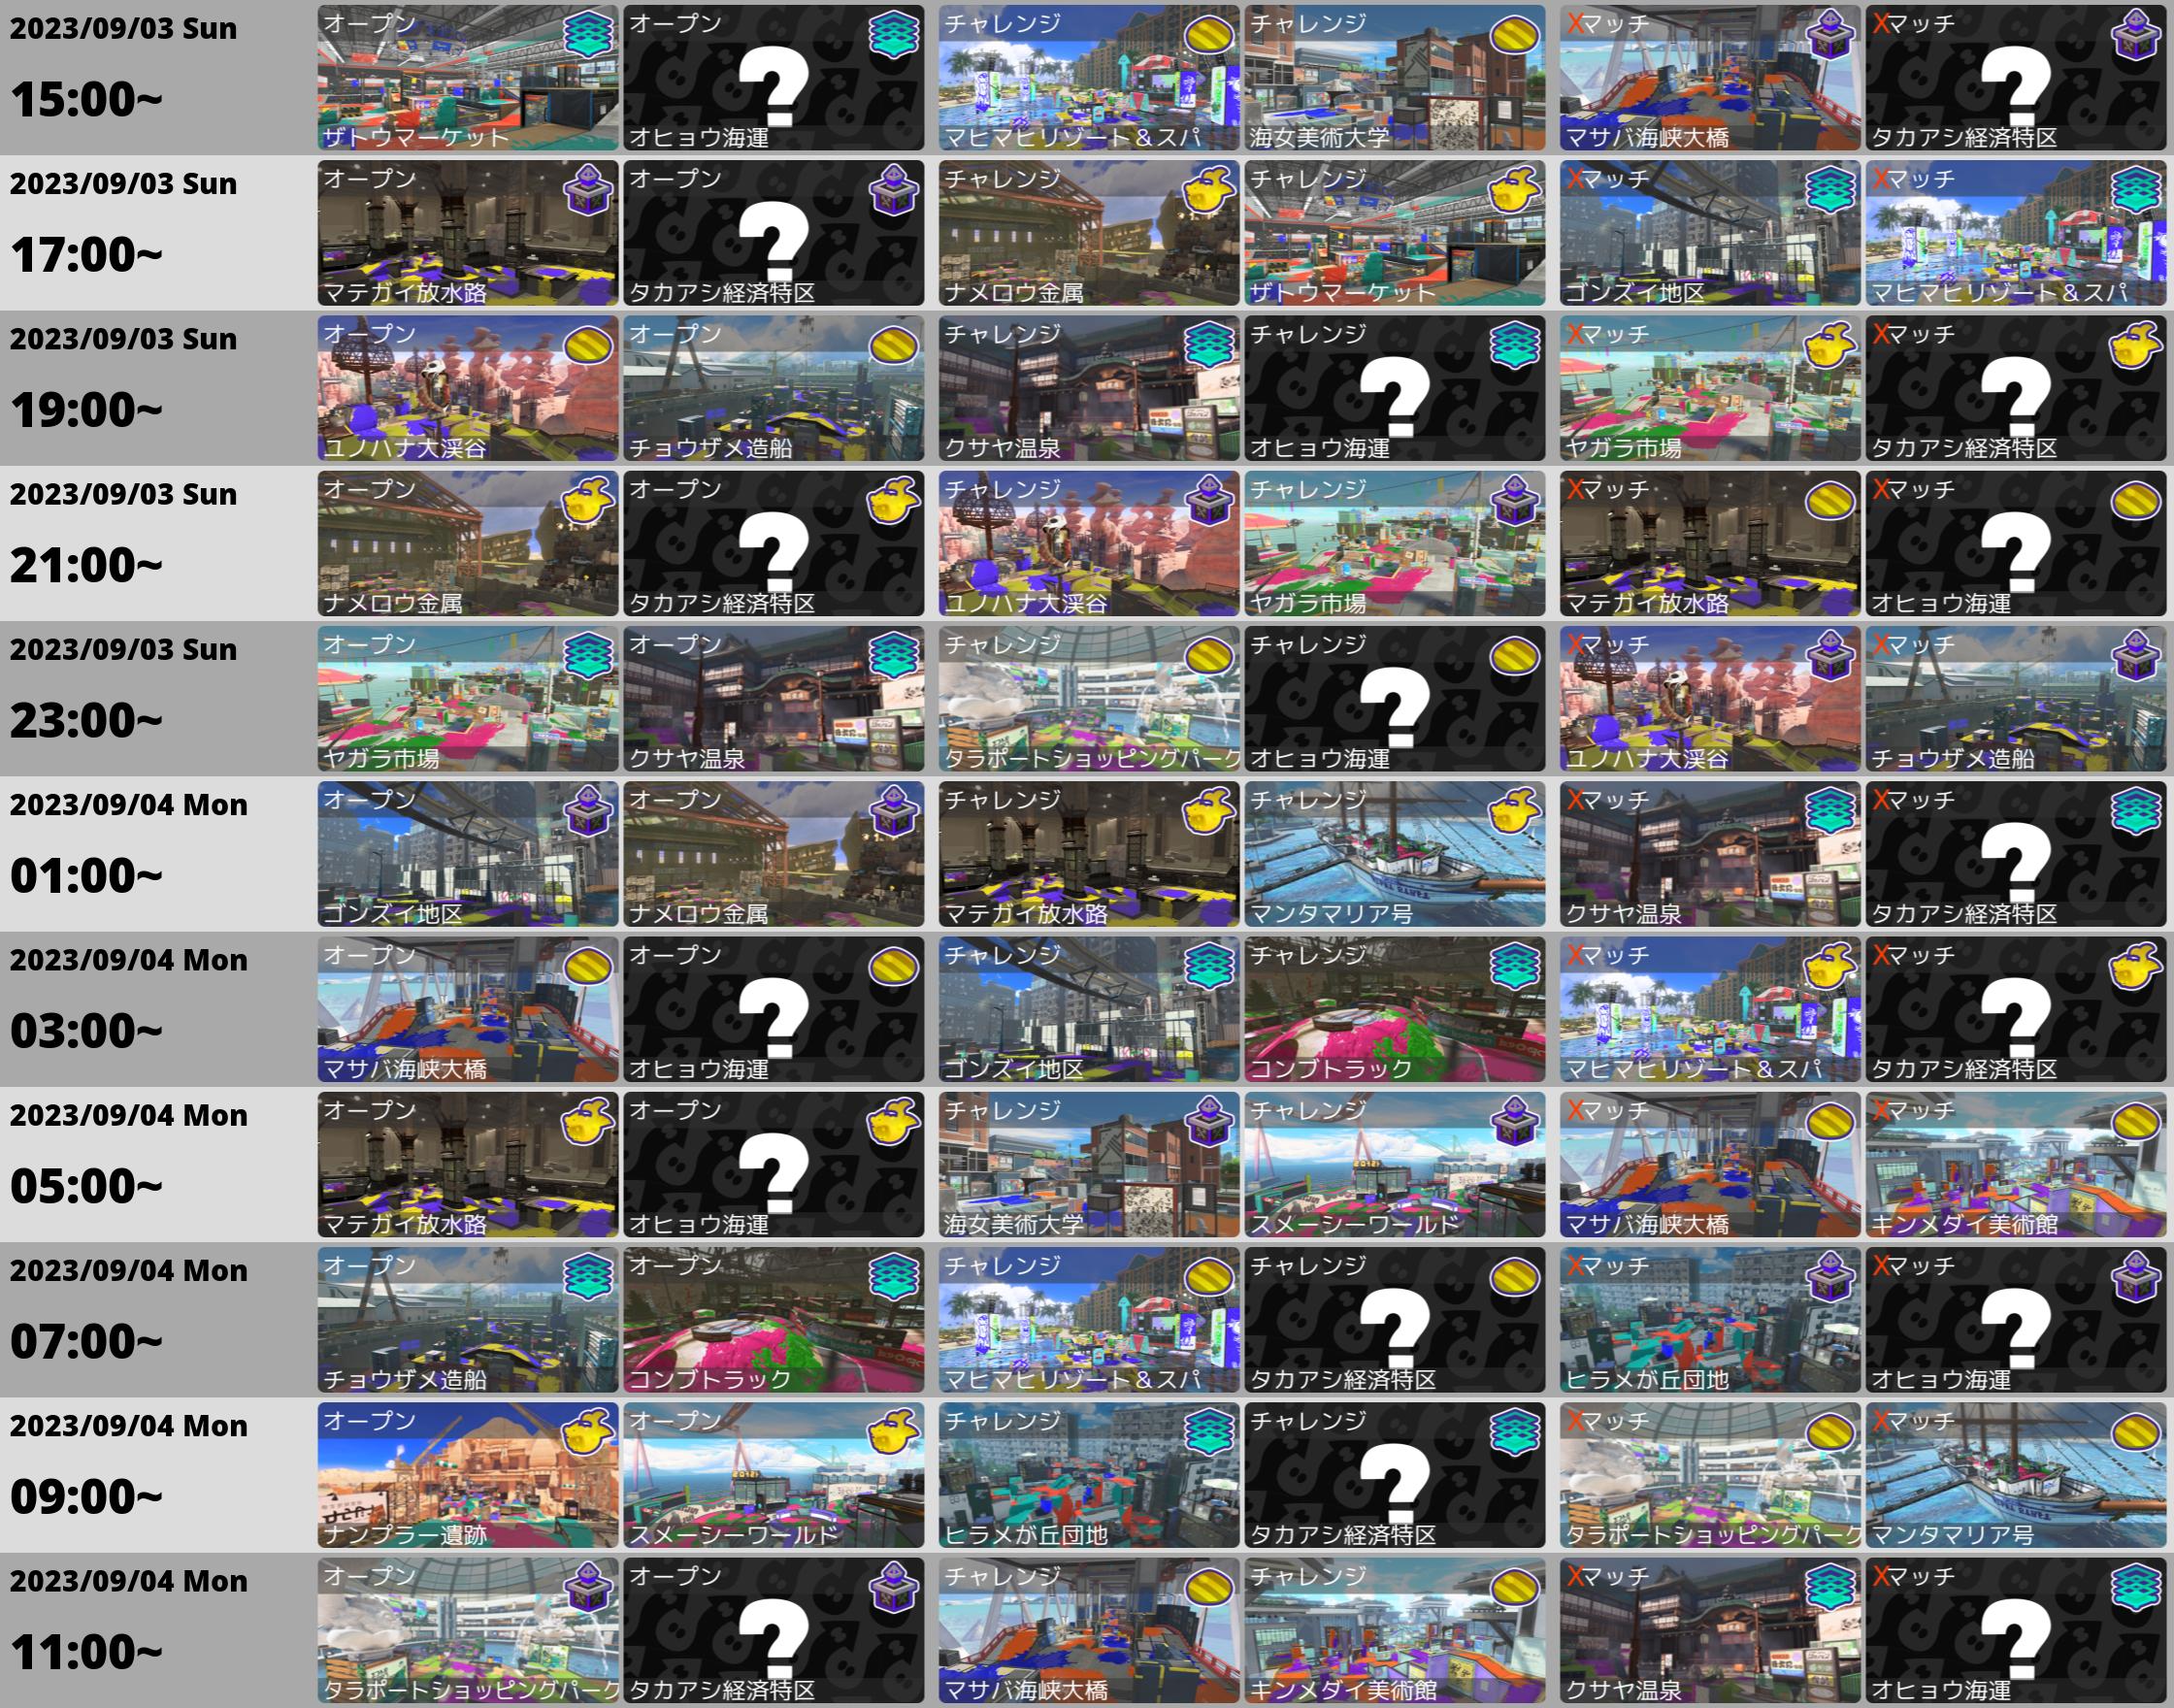 2023/09/03 Sun
15:00~
オープン
ザトウマーケット
オープン
オヒョウ海運
チャレンジ
マヒマヒリゾート＆スパ
チャレンジ
海女美術大学
Xマッチ
マサバ海峡大橋
Xマッチ
タカアシ経済特区
2023/09/03 Sun
17:00~
オープン
マテガイ放水路
オープン
タカアシ経済特区
チャレンジ
ナメロウ金属
チャレンジ
ザトウマーケット
Xマッチ
ゴンズイ地区
Xマッチ
マヒマヒリゾート＆スパ
2023/09/03 Sun
19:00~
オープン
ユノハナ大渓谷
オープン
チョウザメ造船
チャレンジ
クサヤ温泉
チャレンジ
オヒョウ海運
Xマッチ
ヤガラ市場
Xマッチ
タカアシ経済特区
2023/09/03 Sun
21:00~
オープン
ナメロウ金属
オープン
タカアシ経済特区
チャレンジ
ユノハナ大渓谷
チャレンジ
ヤガラ市場
Xマッチ
マテガイ放水路
Xマッチ
オヒョウ海運
2023/09/03 Sun
23:00~
オープン
ヤガラ市場
オープン
クサヤ温泉
チャレンジ
タラポートショッピングパーク
チャレンジ
オヒョウ海運
Xマッチ
ユノハナ大渓谷
Xマッチ
チョウザメ造船
2023/09/04 Mon
01:00~
オープン
ゴンズイ地区
オープン
ナメロウ金属
チャレンジ
マテガイ放水路
チャレンジ
マンタマリア号
Xマッチ
クサヤ温泉
Xマッチ
タカアシ経済特区
2023/09/04 Mon
03:00~
オープン
マサバ海峡大橋
オープン
オヒョウ海運
チャレンジ
ゴンズイ地区
チャレンジ
コンブトラック
Xマッチ
マヒマヒリゾート＆スパ
Xマッチ
タカアシ経済特区
2023/09/04 Mon
05:00~
オープン
マテガイ放水路
オープン
オヒョウ海運
チャレンジ
海女美術大学
チャレンジ
スメーシーワールド
Xマッチ
マサバ海峡大橋
Xマッチ
キンメダイ美術館
2023/09/04 Mon
07:00~
オープン
チョウザメ造船
オープン
コンブトラック
チャレンジ
マヒマヒリゾート＆スパ
チャレンジ
タカアシ経済特区
Xマッチ
ヒラメが丘団地
Xマッチ
オヒョウ海運
2023/09/04 Mon
09:00~
オープン
ナンプラー遺跡
オープン
スメーシーワールド
チャレンジ
ヒラメが丘団地
チャレンジ
タカアシ経済特区
Xマッチ
タラポートショッピングパーク
Xマッチ
マンタマリア号
2023/09/04 Mon
11:00~
オープン
タラポートショッピングパーク
オープン
タカアシ経済特区
チャレンジ
マサバ海峡大橋
チャレンジ
キンメダイ美術館
Xマッチ
クサヤ温泉
Xマッチ
オヒョウ海運